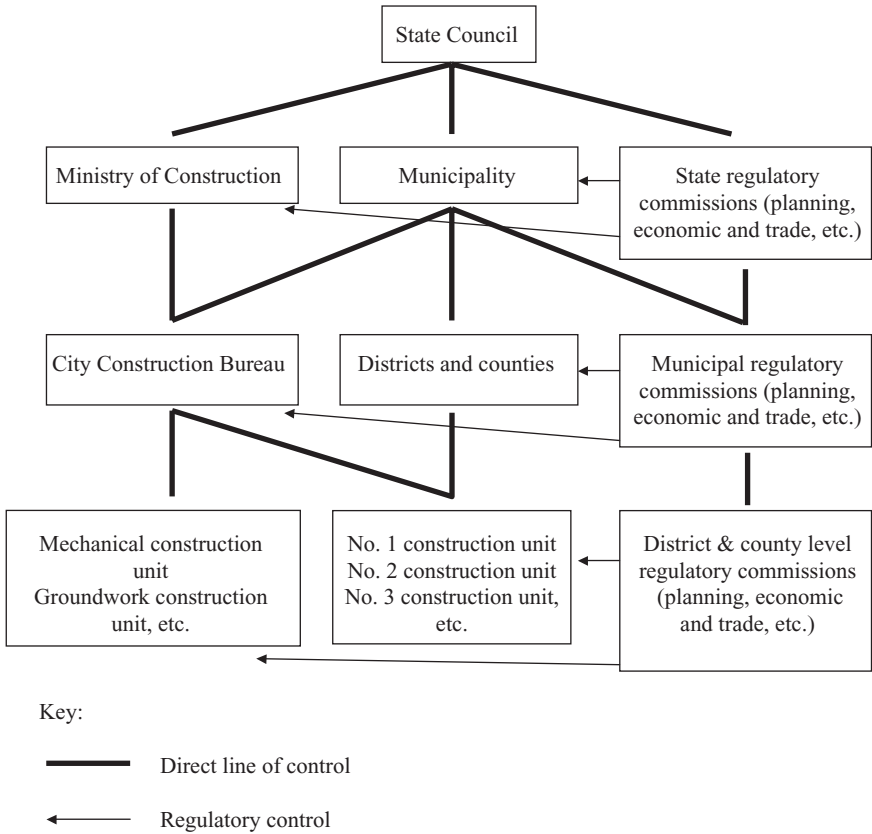 State Council
Ministry of Construction
Municipality
State regulatory
commissions (planning,
economic and trade, etc.)
City Construction Bureau
Districts and counties
Municipal regulatory
commissions (planning,
economic and trade, etc.)
Mechanical construction
unit
Groundwork construction
unit, etc.
No. 1 construction unit
No. 2 construction unit
No. 3 construction unit,
etc.
District & county level
regulatory commissions
(planning, economic
and trade, etc.)
Key:
Direct line of control
Regulatory control